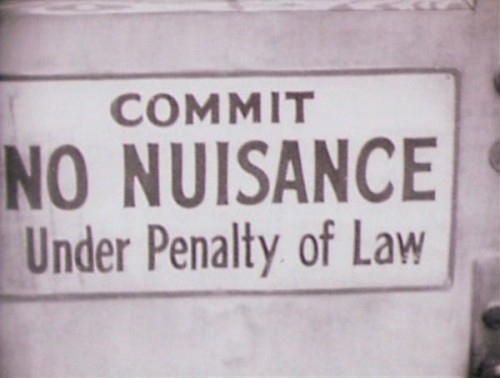 COMMIT
NO NUISANCE
Under Penalty of Law